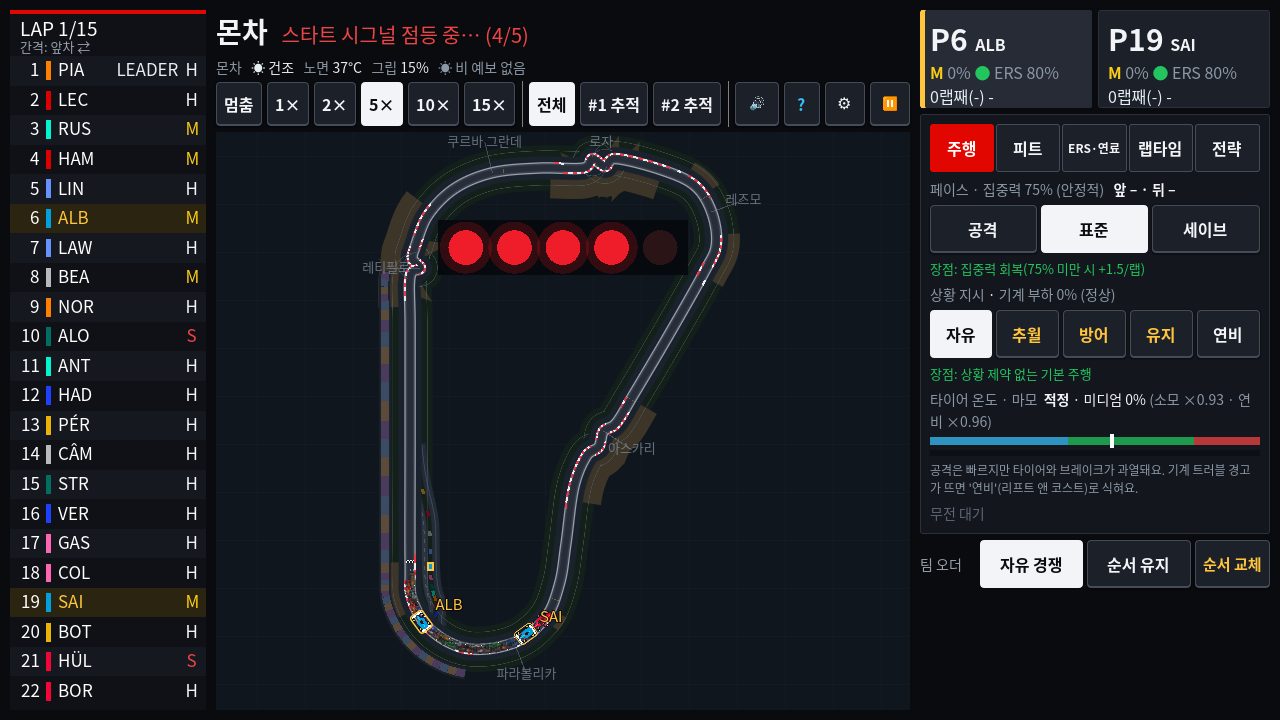 LAP 1/15
간격: 앞차 ⇄
1 PIA LEADER H
2 LEC H
3 RUS M
4 HAM M
5 LIN H
6 ALB M
7 LAW H
8 BEA M
9 NOR H
10 ALO S
11 ANT H
12 HAD H
13 PÉR H
14 CÂM H
15 STR H
16 VER H
17 GAS H
18 COL H
19 SAI M
20 BOT H
21 HÜL S
22 BOR H
몬차 스타트 시그널 점등 중… (4/5)
몬차 건조 노면 37°C 그립 15% 비 예보 없음
멈춤 1× 2× 5× 10× 15× 전체 #1 추적 #2 추적 ?
쿠르바 그란데
로자
레즈모
레티필로
아스카리
ALB
SAI
파라볼리카
P6 ALB
M 0% ERS 80%
0랩째(-) -
P19 SAI
M 0% ERS 80%
0랩째(-) -
주행 피트 ERS·연료 랩타임 전략
페이스 · 집중력 75% (안정적) 앞 – · 뒤 –
공격 표준 세이브
장점: 집중력 회복(75% 미만 시 +1.5/랩)
상황 지시 · 기계 부하 0% (정상)
자유 추월 방어 유지 연비
장점: 상황 제약 없는 기본 주행
타이어 온도 · 마모 적정 · 미디엄 0% (소모 ×0.93 · 연
비 ×0.96)
공격은 빠르지만 타이어와 브레이크가 과열돼요. 기계 트러블 경고
가 뜨면 '연비'(리프트 앤 코스트)로 식혀요.
무전 대기
팀 오더 자유 경쟁 순서 유지 순서 교체